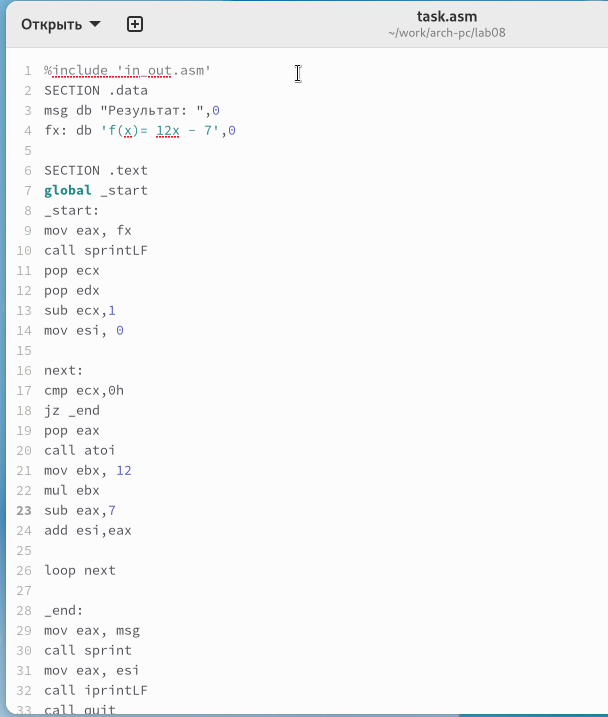 Открыть
task.asm
~/work/arch-pc/lab08
1 %include 'in_out.asm'
2 SECTION .data
3 msg db "Результат: ",0
4 fx: db 'f(x)= 12x - 7',0
5
6 SECTION .text
7 global _start
8 _start:
9 mov eax, fx
10 call sprintLF
11 pop ecx
12 pop edx
13 sub ecx,1
14 mov esi, 0
15
16 next:
17 cmp ecx,0h
18 jz _end
19 pop eax
20 call atoi
21 mov ebx, 12
22 mul ebx
23 sub eax,7
24 add esi,eax
25
26 loop next
27
28 _end:
29 mov eax, msg
30 call sprint
31 mov eax, esi
32 call iprintLF
33 call quit